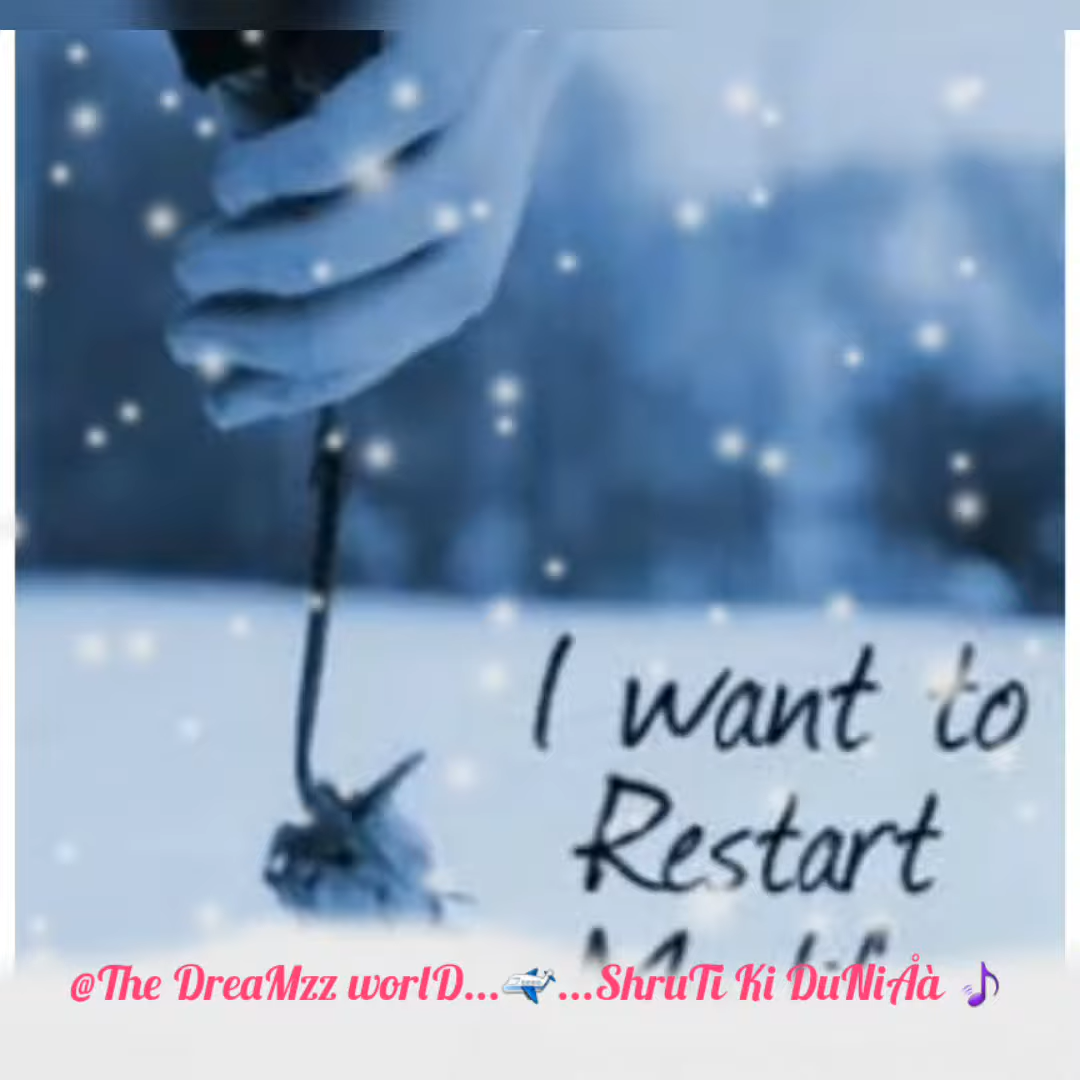 I want to
Restart
@The DreaMzz worlD...✈️...ShruTi Ki DuNiÅà 🎵